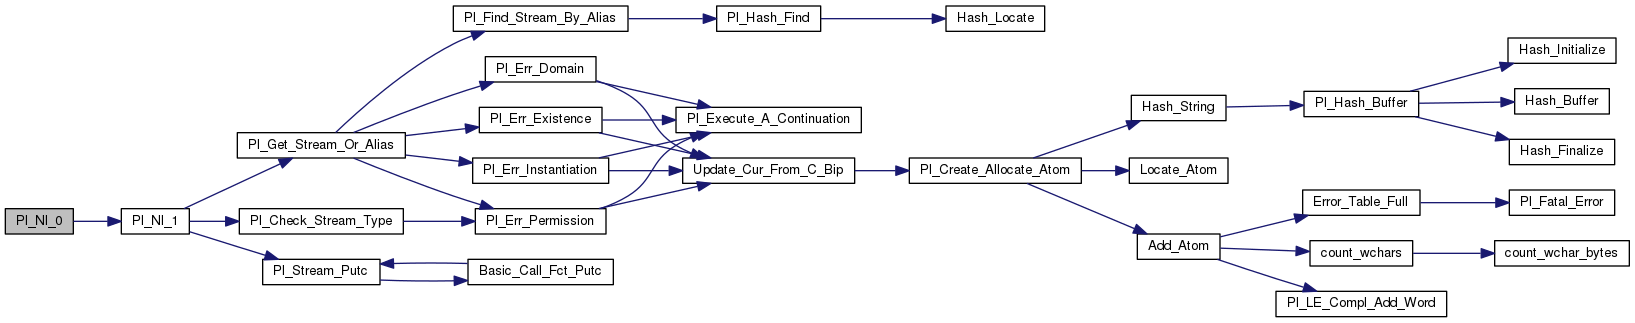 Pl_Nl_0
Pl_Nl_1
Pl_Get_Stream_Or_Alias
Pl_Check_Stream_Type
Pl_Stream_Putc
Pl_Find_Stream_By_Alias
Pl_Err_Domain
Pl_Err_Existence
Pl_Err_Instantiation
Pl_Err_Permission
Basic_Call_Fct_Putc
Pl_Hash_Find
Pl_Execute_A_Continuation
Update_Cur_From_C_Bip
Hash_Locate
Pl_Create_Allocate_Atom
Hash_String
Locate_Atom
Add_Atom
Pl_Hash_Buffer
Error_Table_Full
count_wchars
Pl_LE_Compl_Add_Word
Hash_Initialize
Hash_Buffer
Hash_Finalize
Pl_Fatal_Error
count_wchar_bytes